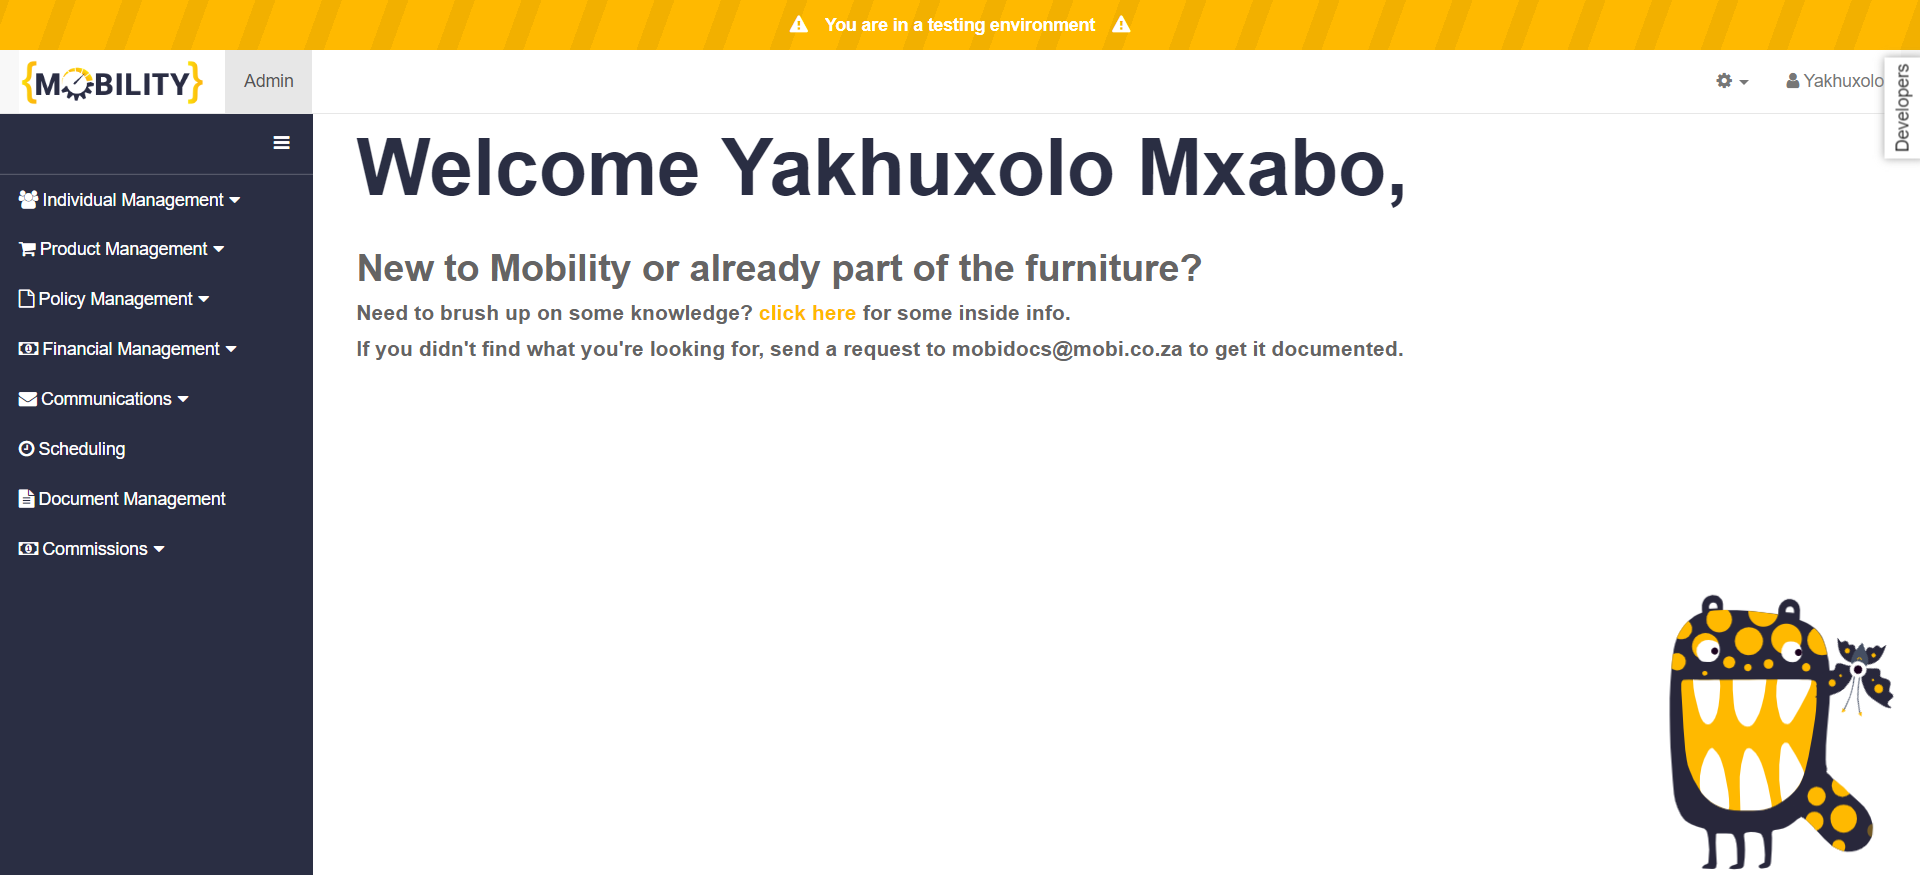 You are in a testing environment
{MOBILITY}
Admin
Yakhuxolo
Developers
Individual Management
Product Management
Policy Management
Financial Management
Communications
Scheduling
Document Management
Commissions
Welcome Yakhuxolo Mxabo,
New to Mobility or already part of the furniture?
Need to brush up on some knowledge? click here for some inside info.
If you didn't find what you're looking for, send a request to mobidocs@mobi.co.za to get it documented.